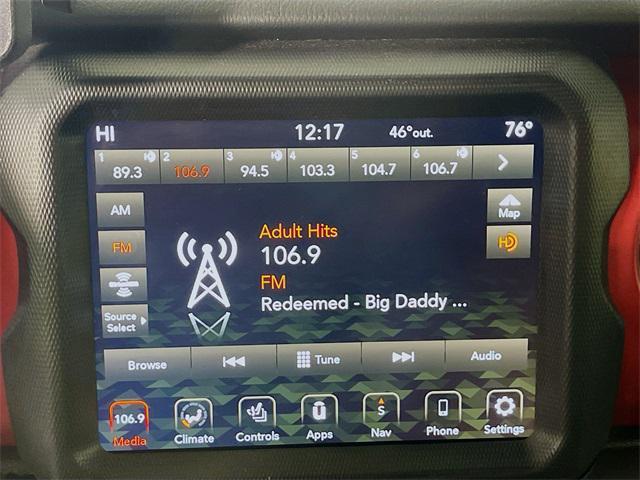 HI 12:17 46°out. 76°
1 2 3 4 5 6
89.3 106.9 94.5 103.3 104.7 106.7
AM
Map
FM
HD
Adult Hits
106.9
FM
Redeemed - Big Daddy ...
Source
Select
Browse Tune Audio
106.9 S
Media Climate Controls Apps Nav Phone Settings